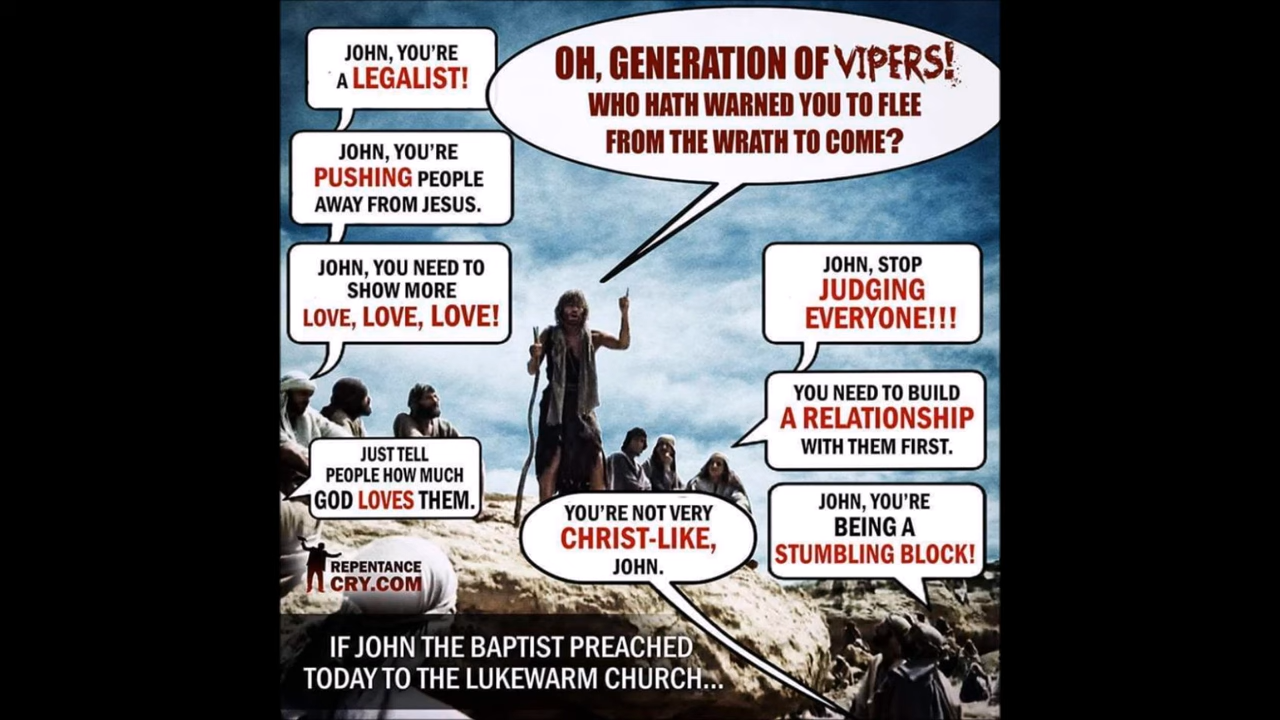 JOHN, YOU'RE
A LEGALIST!
OH, GENERATION OF VIPERS!
WHO HATH WARNED YOU TO FLEE
FROM THE WRATH TO COME?
JOHN, YOU'RE
PUSHING PEOPLE
AWAY FROM JESUS.
JOHN, YOU NEED TO
SHOW MORE
LOVE, LOVE, LOVE!
JOHN, STOP
JUDGING
EVERYONE!!!
YOU NEED TO BUILD
A RELATIONSHIP
WITH THEM FIRST.
JUST TELL
PEOPLE HOW MUCH
GOD LOVES THEM.
YOU'RE NOT VERY
CHRIST-LIKE,
JOHN.
JOHN, YOU'RE
BEING A
STUMBLING BLOCK!
REPENTANCE
CRY.COM
IF JOHN THE BAPTIST PREACHED
TODAY TO THE LUKEWARM CHURCH...